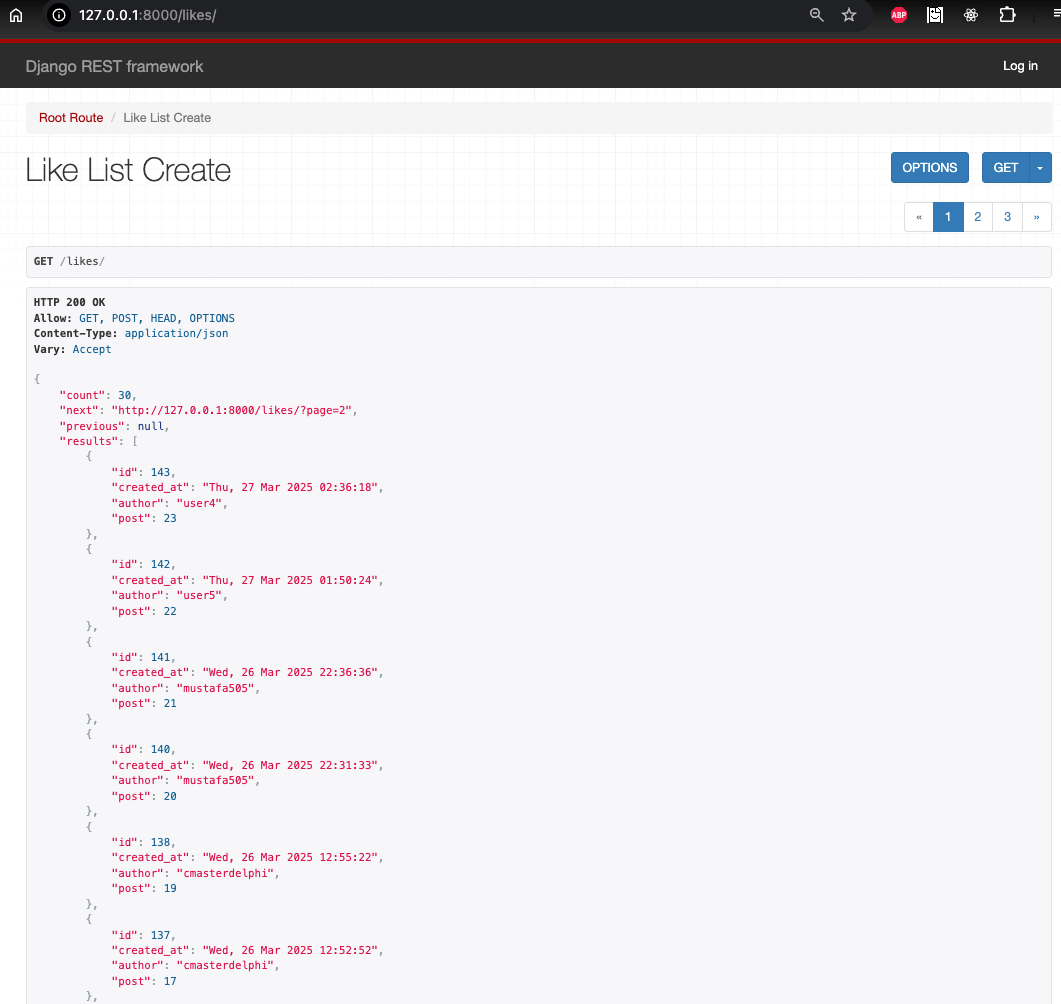 127.0.0.1:8000/likes/
ABP
Django REST framework
Log in
Root Route / Like List Create
Like List Create
OPTIONS
GET
« 1 2 3 »
GET /likes/
HTTP 200 OK
Allow: GET, POST, HEAD, OPTIONS
Content-Type: application/json
Vary: Accept
{
    "count": 30,
    "next": "http://127.0.0.1:8000/likes/?page=2",
    "previous": null,
    "results": [
        {
            "id": 143,
            "created_at": "Thu, 27 Mar 2025 02:36:18",
            "author": "user4",
            "post": 23
        },
        {
            "id": 142,
            "created_at": "Thu, 27 Mar 2025 01:50:24",
            "author": "user5",
            "post": 22
        },
        {
            "id": 141,
            "created_at": "Wed, 26 Mar 2025 22:36:36",
            "author": "mustafa505",
            "post": 21
        },
        {
            "id": 140,
            "created_at": "Wed, 26 Mar 2025 22:31:33",
            "author": "mustafa505",
            "post": 20
        },
        {
            "id": 138,
            "created_at": "Wed, 26 Mar 2025 12:55:22",
            "author": "cmasterdelphi",
            "post": 19
        },
        {
            "id": 137,
            "created_at": "Wed, 26 Mar 2025 12:52:52",
            "author": "cmasterdelphi",
            "post": 17
        },